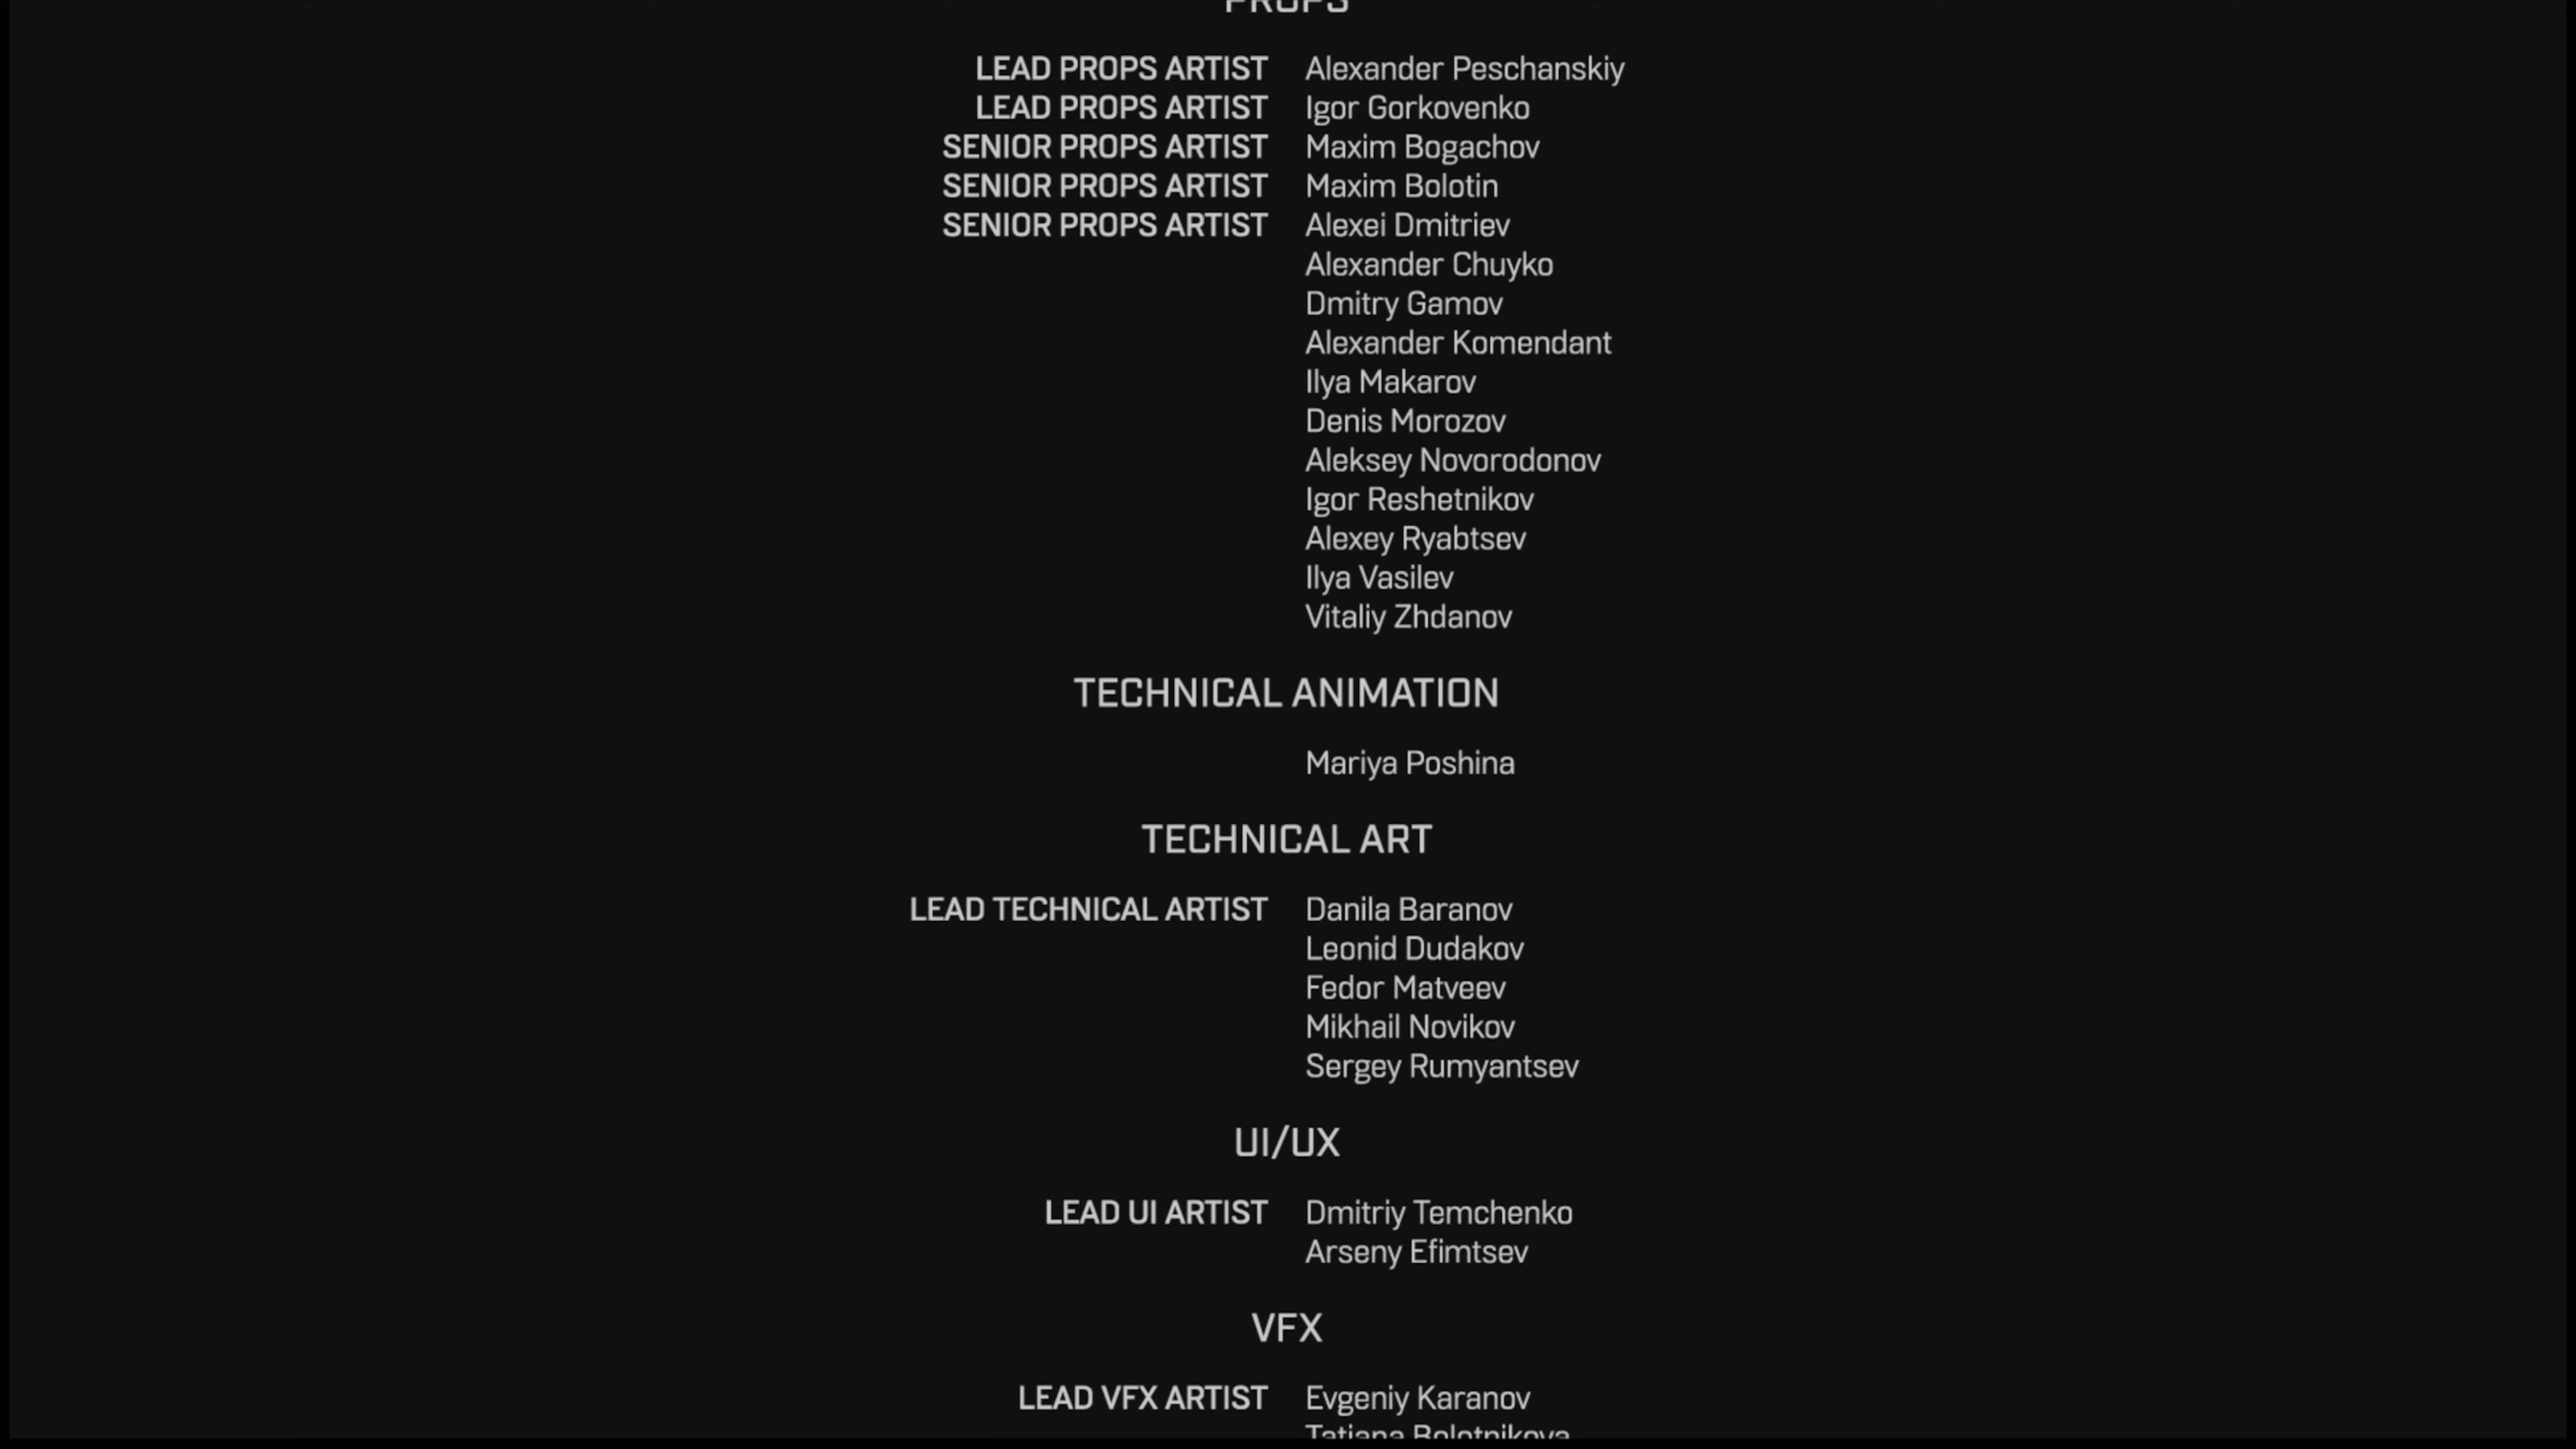 PROPS
LEAD PROPS ARTIST Alexander Peschanskiy
LEAD PROPS ARTIST Igor Gorkovenko
SENIOR PROPS ARTIST Maxim Bogachov
SENIOR PROPS ARTIST Maxim Bolotin
SENIOR PROPS ARTIST Alexei Dmitriev
Alexander Chuyko
Dmitry Gamov
Alexander Komendant
Ilya Makarov
Denis Morozov
Aleksey Novorodonov
Igor Reshetnikov
Alexey Ryabtsev
Ilya Vasilev
Vitaliy Zhdanov
TECHNICAL ANIMATION
Mariya Poshina
TECHNICAL ART
LEAD TECHNICAL ARTIST Danila Baranov
Leonid Dudakov
Fedor Matveev
Mikhail Novikov
Sergey Rumyantsev
UI/UX
LEAD UI ARTIST Dmitriy Temchenko
Arseny Efimtsev
VFX
LEAD VFX ARTIST Evgeniy Karanov
Tatiana Bolotnikova